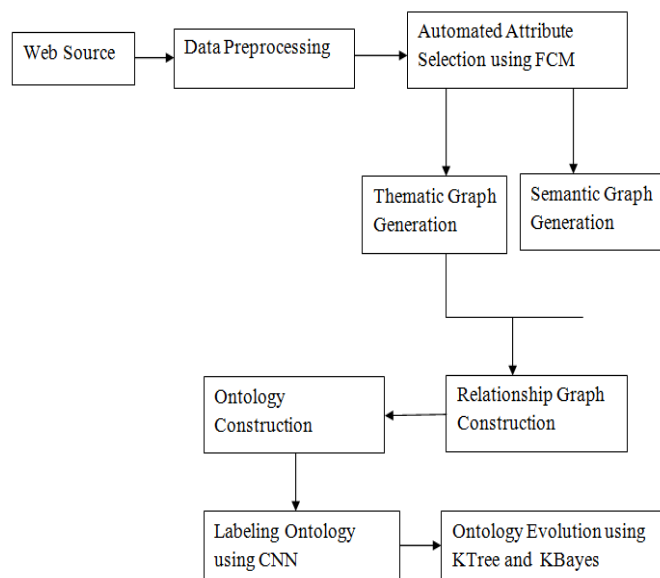 Web Source
Data Preprocessing
Automated Attribute
Selection using FCM
Thematic Graph
Generation
Semantic Graph
Generation
Relationship Graph
Construction
Ontology
Construction
Labeling Ontology
using CNN
Ontology Evolution using
KTree and KBayes